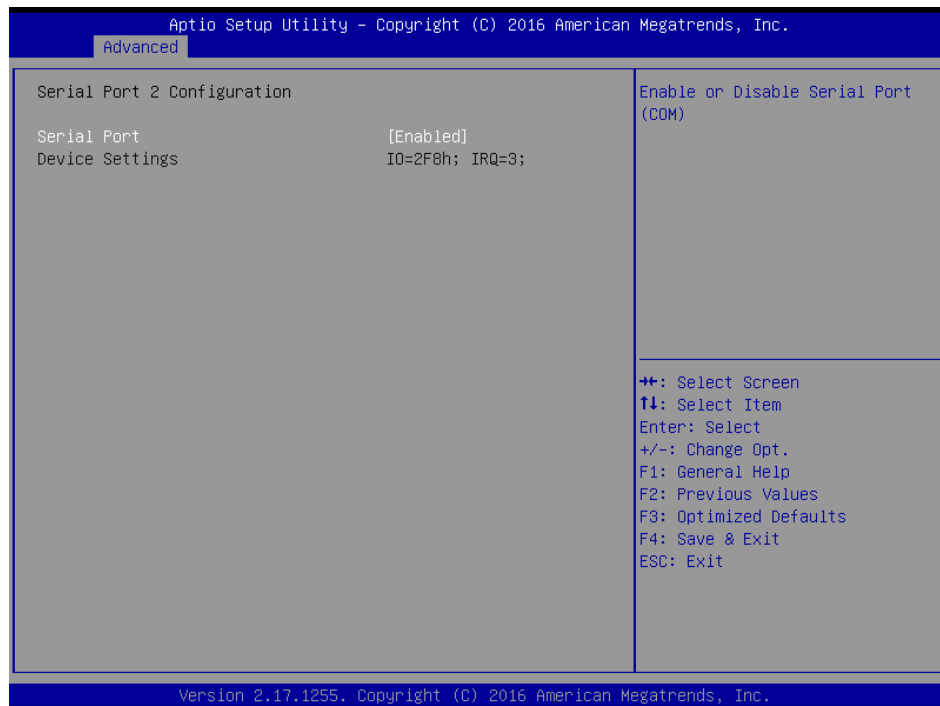 Aptio Setup Utility – Copyright (C) 2016 American Megatrends, Inc.
Advanced
Serial Port 2 Configuration
Serial Port [Enabled]
Device Settings IO=2F8h; IRQ=3;
Enable or Disable Serial Port
(COM)
→←: Select Screen
↑↓: Select Item
Enter: Select
+/-: Change Opt.
F1: General Help
F2: Previous Values
F3: Optimized Defaults
F4: Save & Exit
ESC: Exit
Version 2.17.1255. Copyright (C) 2016 American Megatrends, Inc.